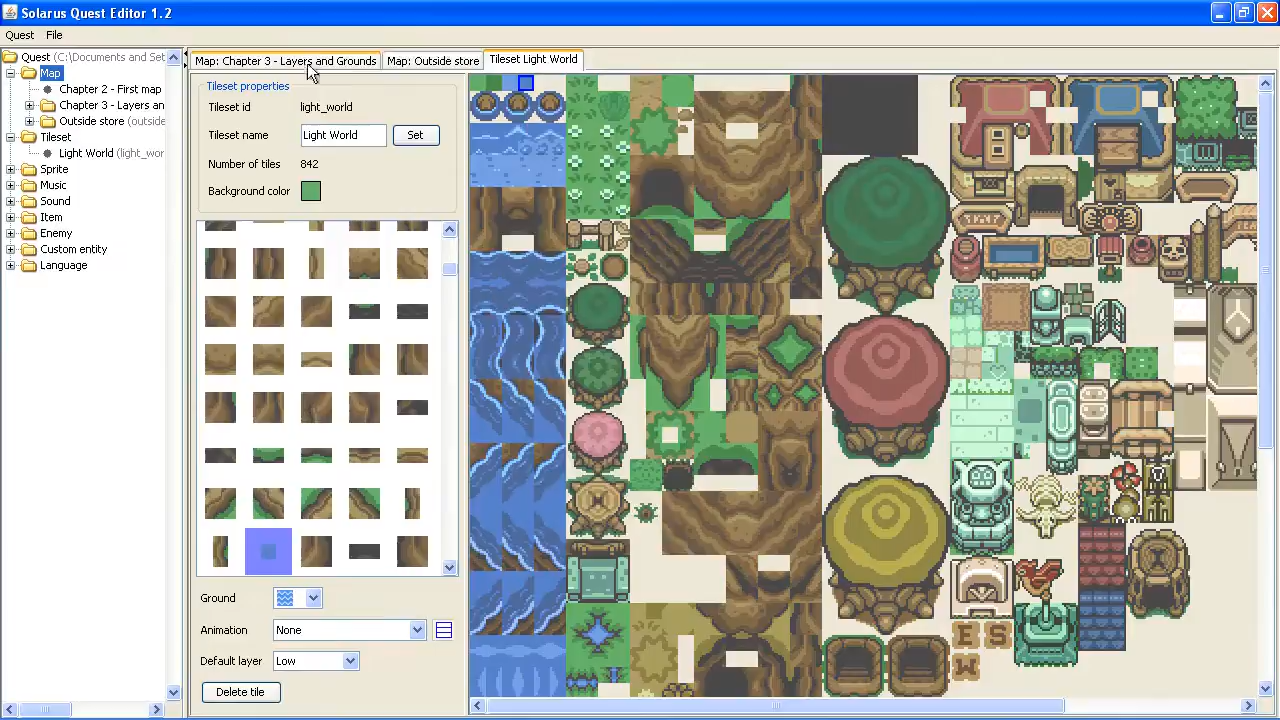 Solarus Quest Editor 1.2
Quest File
Quest (C:\Documents and Set
Map
Chapter 2 - First map
Chapter 3 - Layers an
Outside store (outside
Tileset
Light World (light_wor
Sprite
Music
Sound
Item
Enemy
Custom entity
Language
Map: Chapter 3 - Layers and Grounds
Map: Outside store
Tileset Light World
Tileset properties
Tileset id light_world
Tileset name Light World Set
Number of tiles 842
Background color
Ground
Animation None
Default layer Low
Delete tile
E S
W